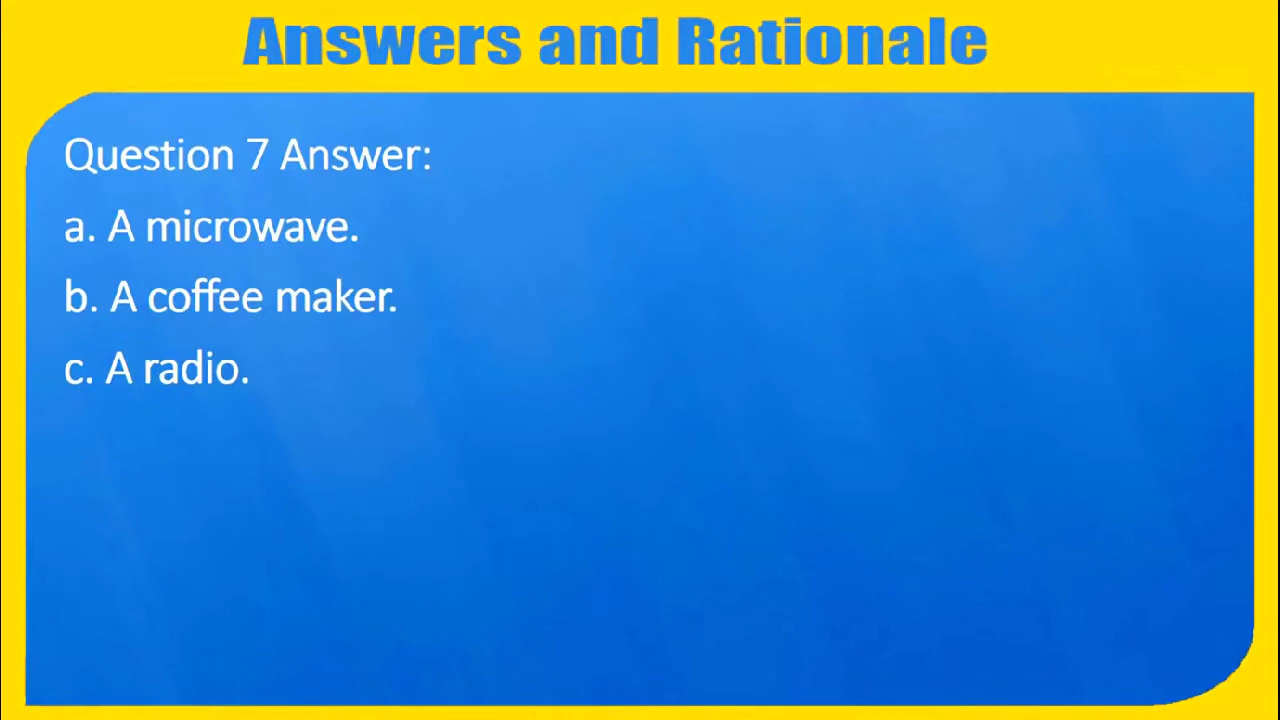 Answers and Rationale
Question 7 Answer:
a. A microwave.
b. A coffee maker.
c. A radio.